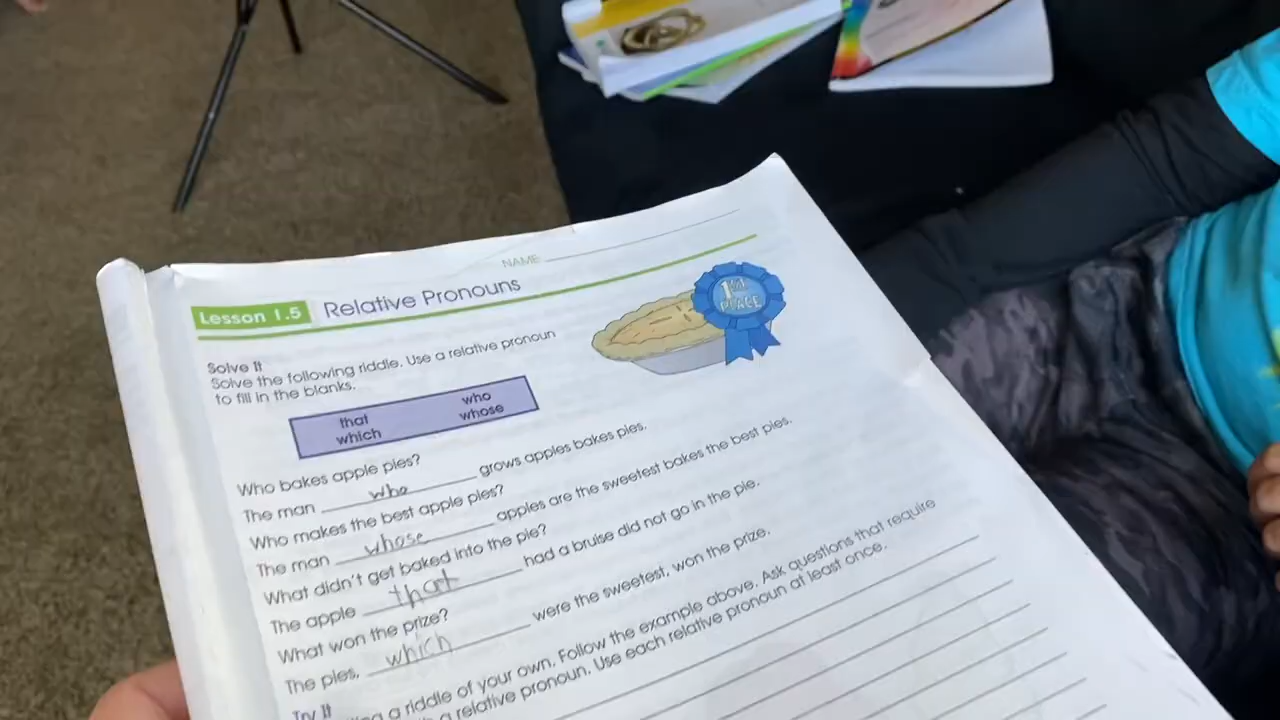 NAME
Lesson 1.5 Relative Pronouns
1st PLACE
Solve It
Solve the following riddle. Use a relative pronoun
to fill in the blanks.
that who
which whose
Who bakes apple pies?
The man who grows apples bakes pies.
Who makes the best apple pies?
The man whose apples are the sweetest bakes the best pies.
What didn't get baked into the pie?
The apple that had a bruise did not go in the pie.
What won the prize?
The pies, which were the sweetest, won the prize.
Try It
a riddle of your own. Follow the example above. Ask questions that require
a relative pronoun. Use each relative pronoun at least once.